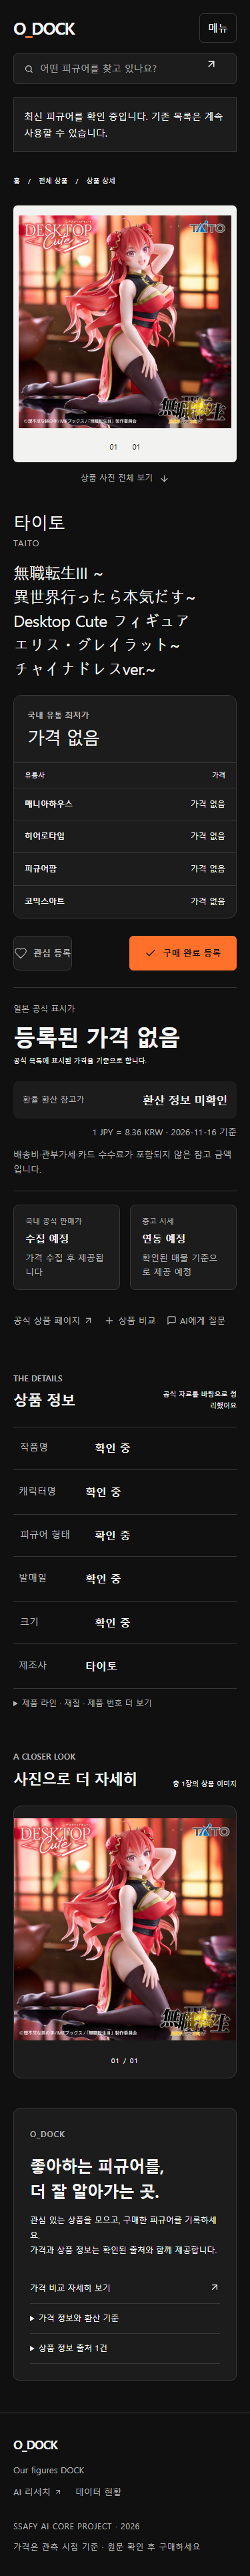 O_DOCK
메뉴
어떤 피규어를 찾고 있나요?
최신 피규어를 확인 중입니다. 기존 목록은 계속
사용할 수 있습니다.
홈 / 전체 상품 / 상품 상세
DESKTOP
Cute
TAITO
無職転生
01 01
상품 사진 전체 보기 ↓
타이토
TAITO
無職転生III ~
異世界行ったら本気だす~
Desktop Cute フィギュア
エリス・グレイラット~
チャイナドレスver.~
국내 유통 최저가
가격 없음
유통사 가격
매니아하우스 가격 없음
히어로타임 가격 없음
피규어팜 가격 없음
코믹스아트 가격 없음
관심 등록
구매 완료 등록
일본 공식 표시가
등록된 가격 없음
공식 목록에 표시된 가격을 기준으로 합니다.
환율 환산 참고가 환산 정보 미확인
1 JPY = 8.36 KRW · 2026-11-16 기준
배송비·관부가세·카드 수수료가 포함되지 않은 참고 금액
입니다.
국내 공식 판매가
수집 예정
가격 수집 후 제공됩
니다
중고 시세
연동 예정
확인된 매물 기준으
로 제공 예정
공식 상품 페이지 ↗ + 상품 비교 AI에게 질문
THE DETAILS
상품 정보
공식 자료를 바탕으로 정
리했어요
작품명 확인 중
캐릭터명 확인 중
피규어 형태 확인 중
발매일 확인 중
크기 확인 중
제조사 타이토
▶ 제품 라인 · 재질 · 제품 번호 더 보기
A CLOSER LOOK
사진으로 더 자세히
총 1장의 상품 이미지
DESKTOP
Cute
TAITO
無職転生
01 / 01
O_DOCK
좋아하는 피규어를,
더 잘 알아가는 곳.
관심 있는 상품을 모으고, 구매한 피규어를 기록하세
요.
가격과 상품 정보는 확인된 출처와 함께 제공합니다.
가격 비교 자세히 보기 ↗
▶ 가격 정보와 환산 기준
▶ 상품 정보 출처 1건
O_DOCK
Our figures DOCK
AI 리서치 ↗ 데이터 현황
SSAFY AI CORE PROJECT · 2026
가격은 관측 시점 기준 · 원문 확인 후 구매하세요